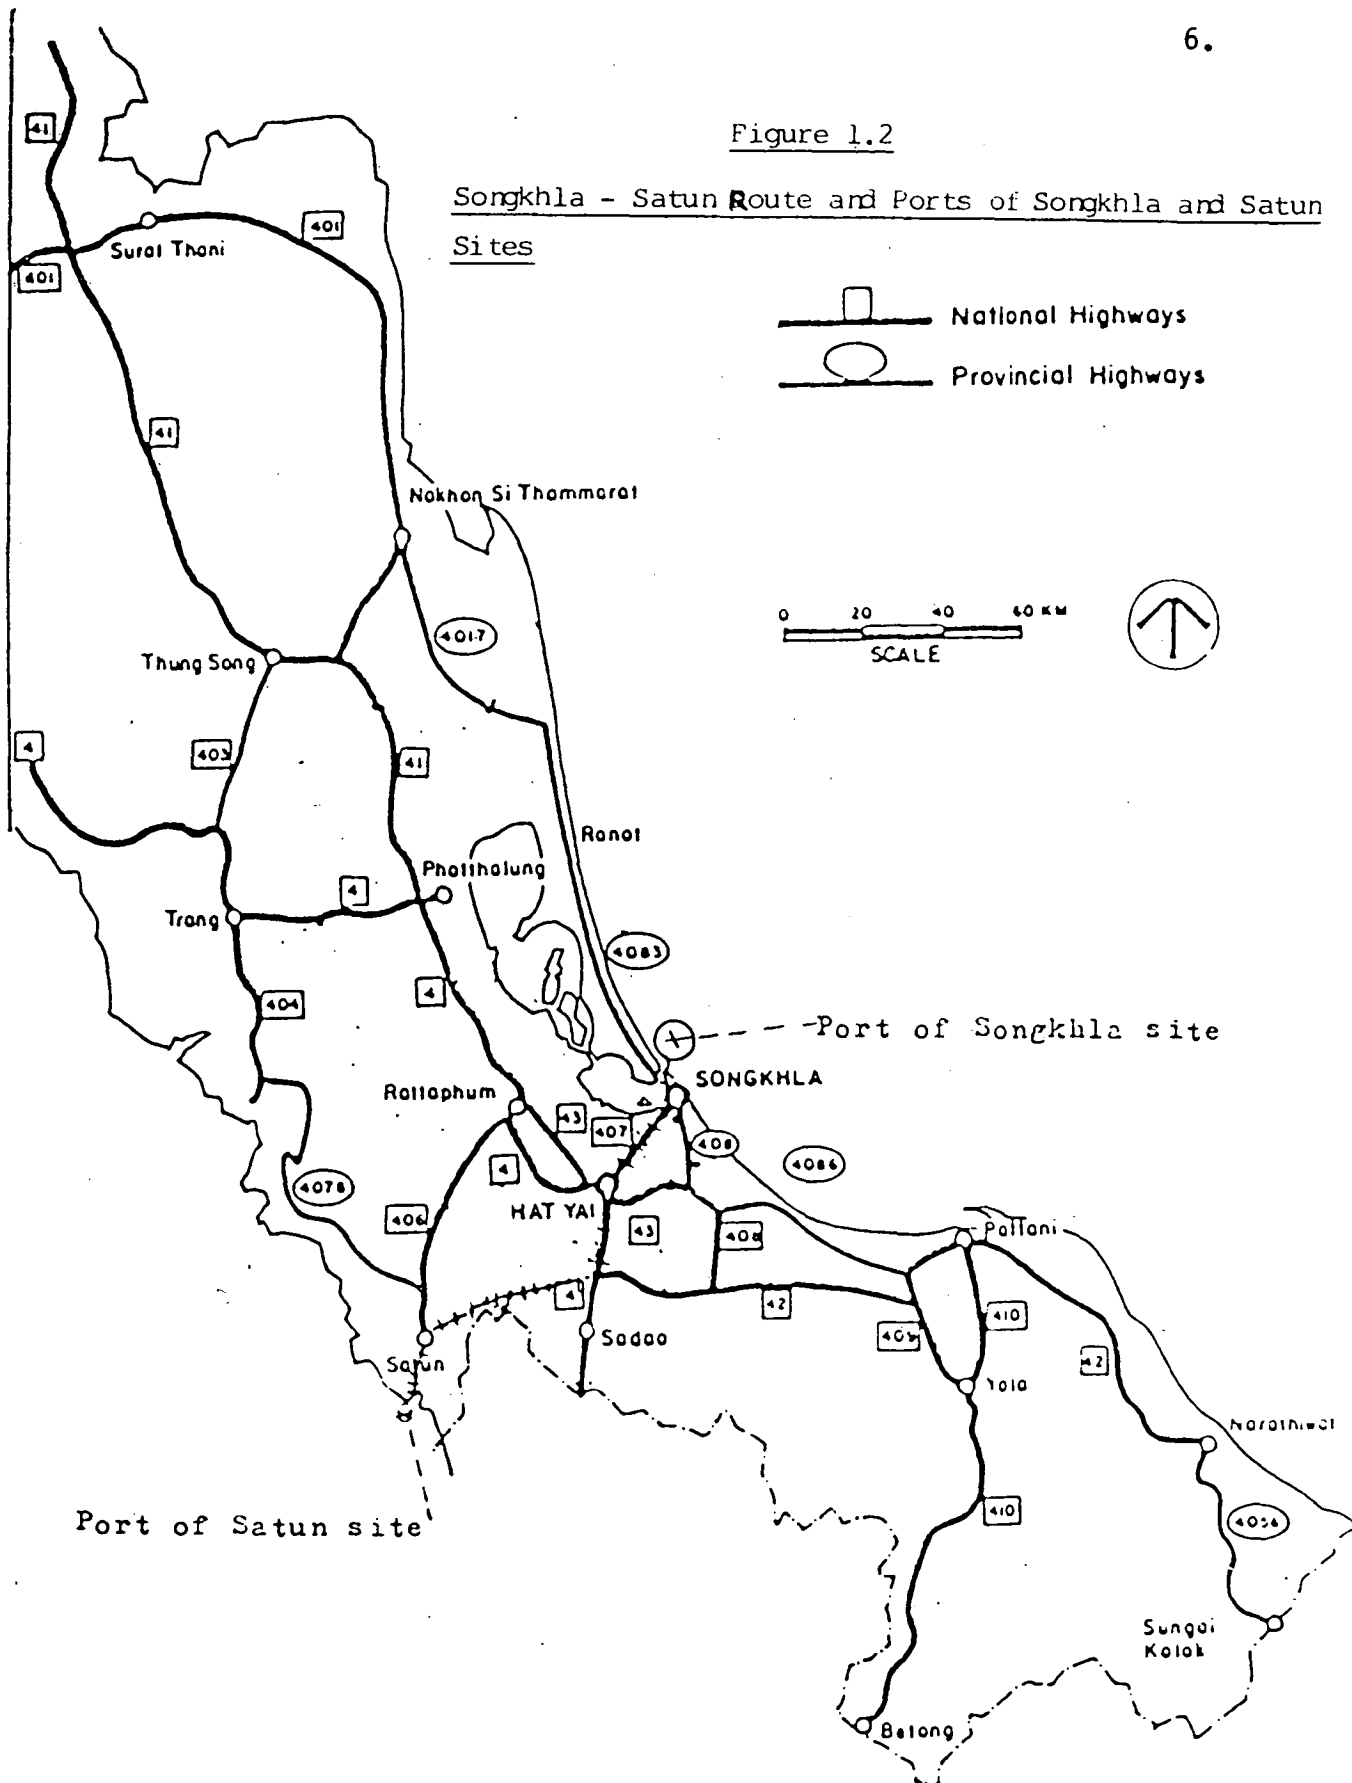 6.
Figure 1.2
Songkhla - Satun Route and Ports of Songkhla and Satun
Sites
National Highways
Provincial Highways
41
401
Surat Thani
401
41
Nakhon Si Thammarat
0 20 40 60 KM
SCALE
4017
Thung Song
4
403
41
Ranot
Phatthalung
4
Trang
4083
4
404
Port of Songkhla site
SONGKHLA
Rattaphum
43
407
408
4086
4
4078
406
HAT YAI
43
408
Pattani
4
42
410
409
Sadao
Satun
42
Yala
Narathiwat
410
Port of Satun site
4056
Sungai
Kolok
Betong